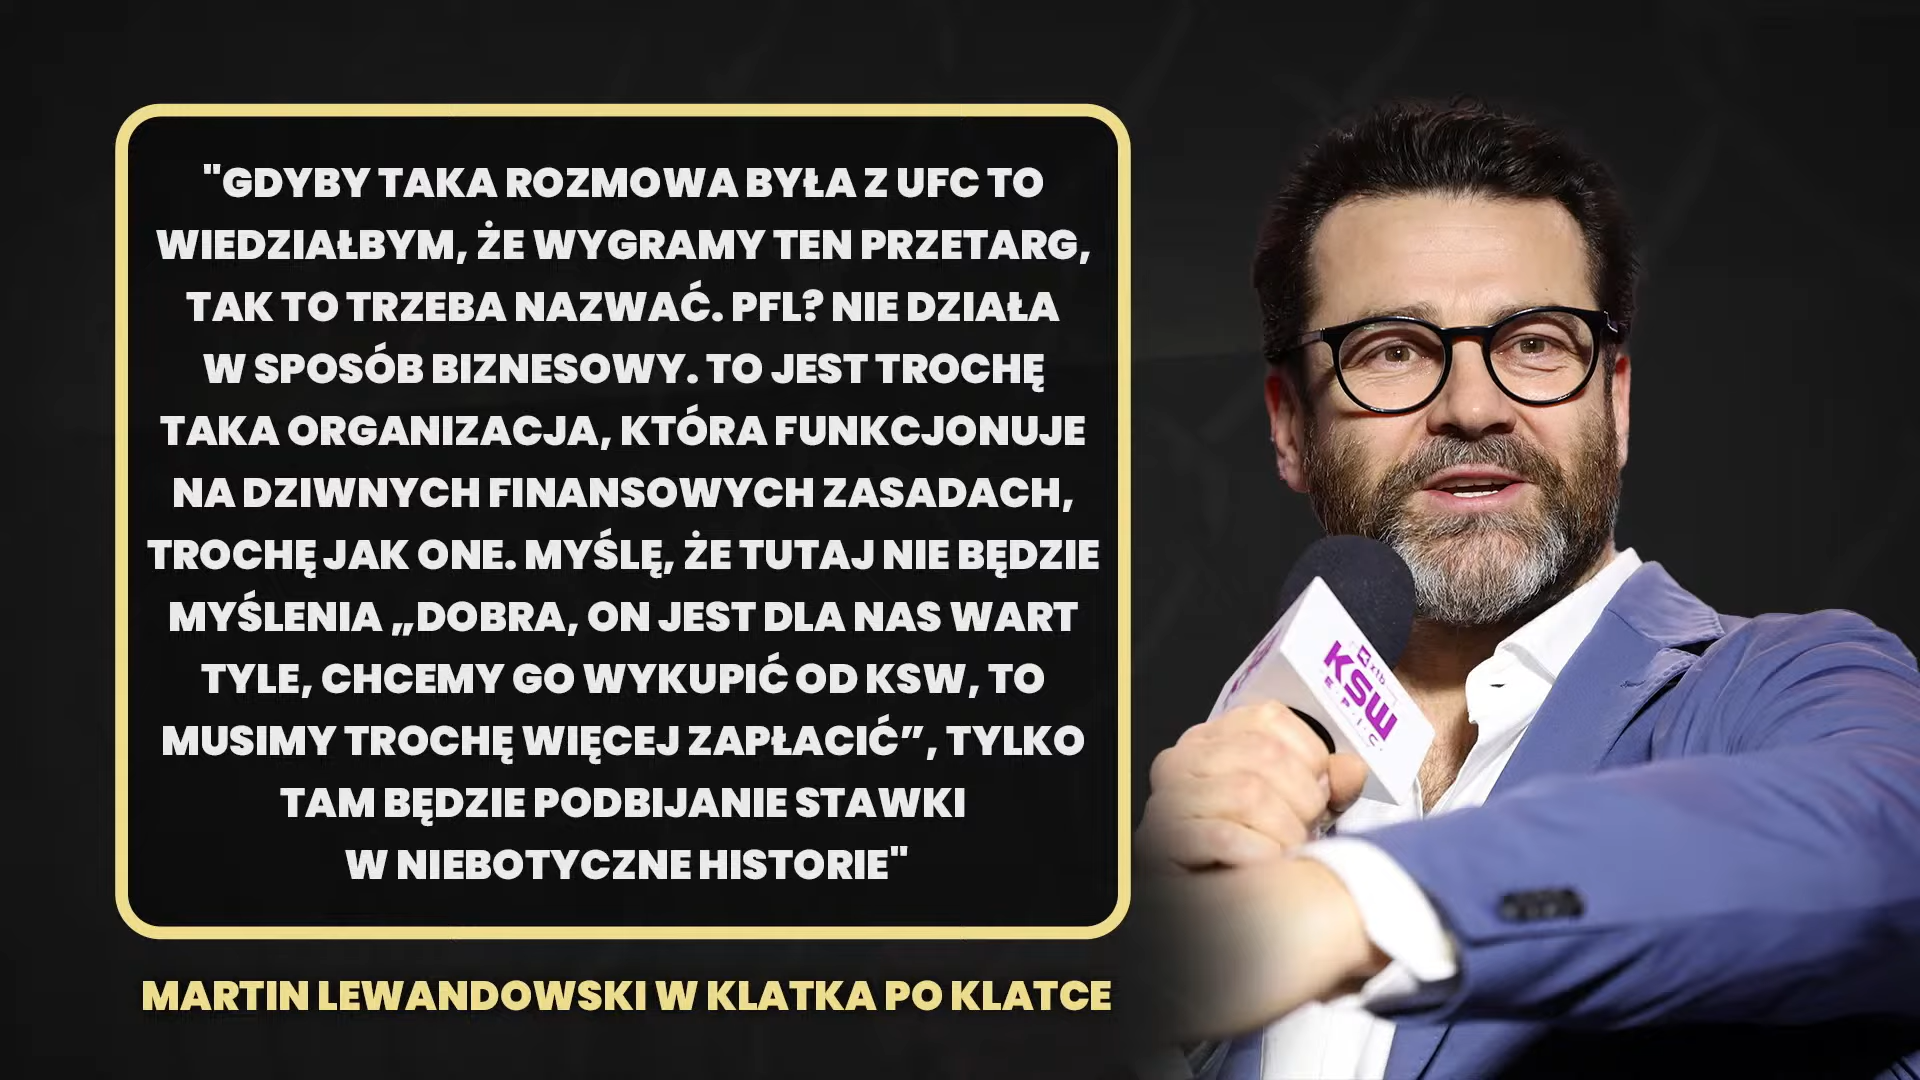 "GDYBY TAKA ROZMOWA BYŁA Z UFC TO
WIEDZIAŁBYM, ŻE WYGRAMY TEN PRZETARG,
TAK TO TRZEBA NAZWAĆ. PFL? NIE DZIAŁA
W SPOSÓB BIZNESOWY. TO JEST TROCHĘ
TAKA ORGANIZACJA, KTÓRA FUNKCJONUJE
NA DZIWNYCH FINANSOWYCH ZASADACH,
TROCHĘ JAK ONE. MYŚLĘ, ŻE TUTAJ NIE BĘDZIE
MYŚLENIA „DOBRA, ON JEST DLA NAS WART
TYLE, CHCEMY GO WYKUPIĆ OD KSW, TO
MUSIMY TROCHĘ WIĘCEJ ZAPŁACIĆ”, TYLKO
TAM BĘDZIE PODBIJANIE STAWKI
W NIEBOTYCZNE HISTORIE"
MARTIN LEWANDOWSKI W KLATKA PO KLATCE
xtb
KSW
EPIC